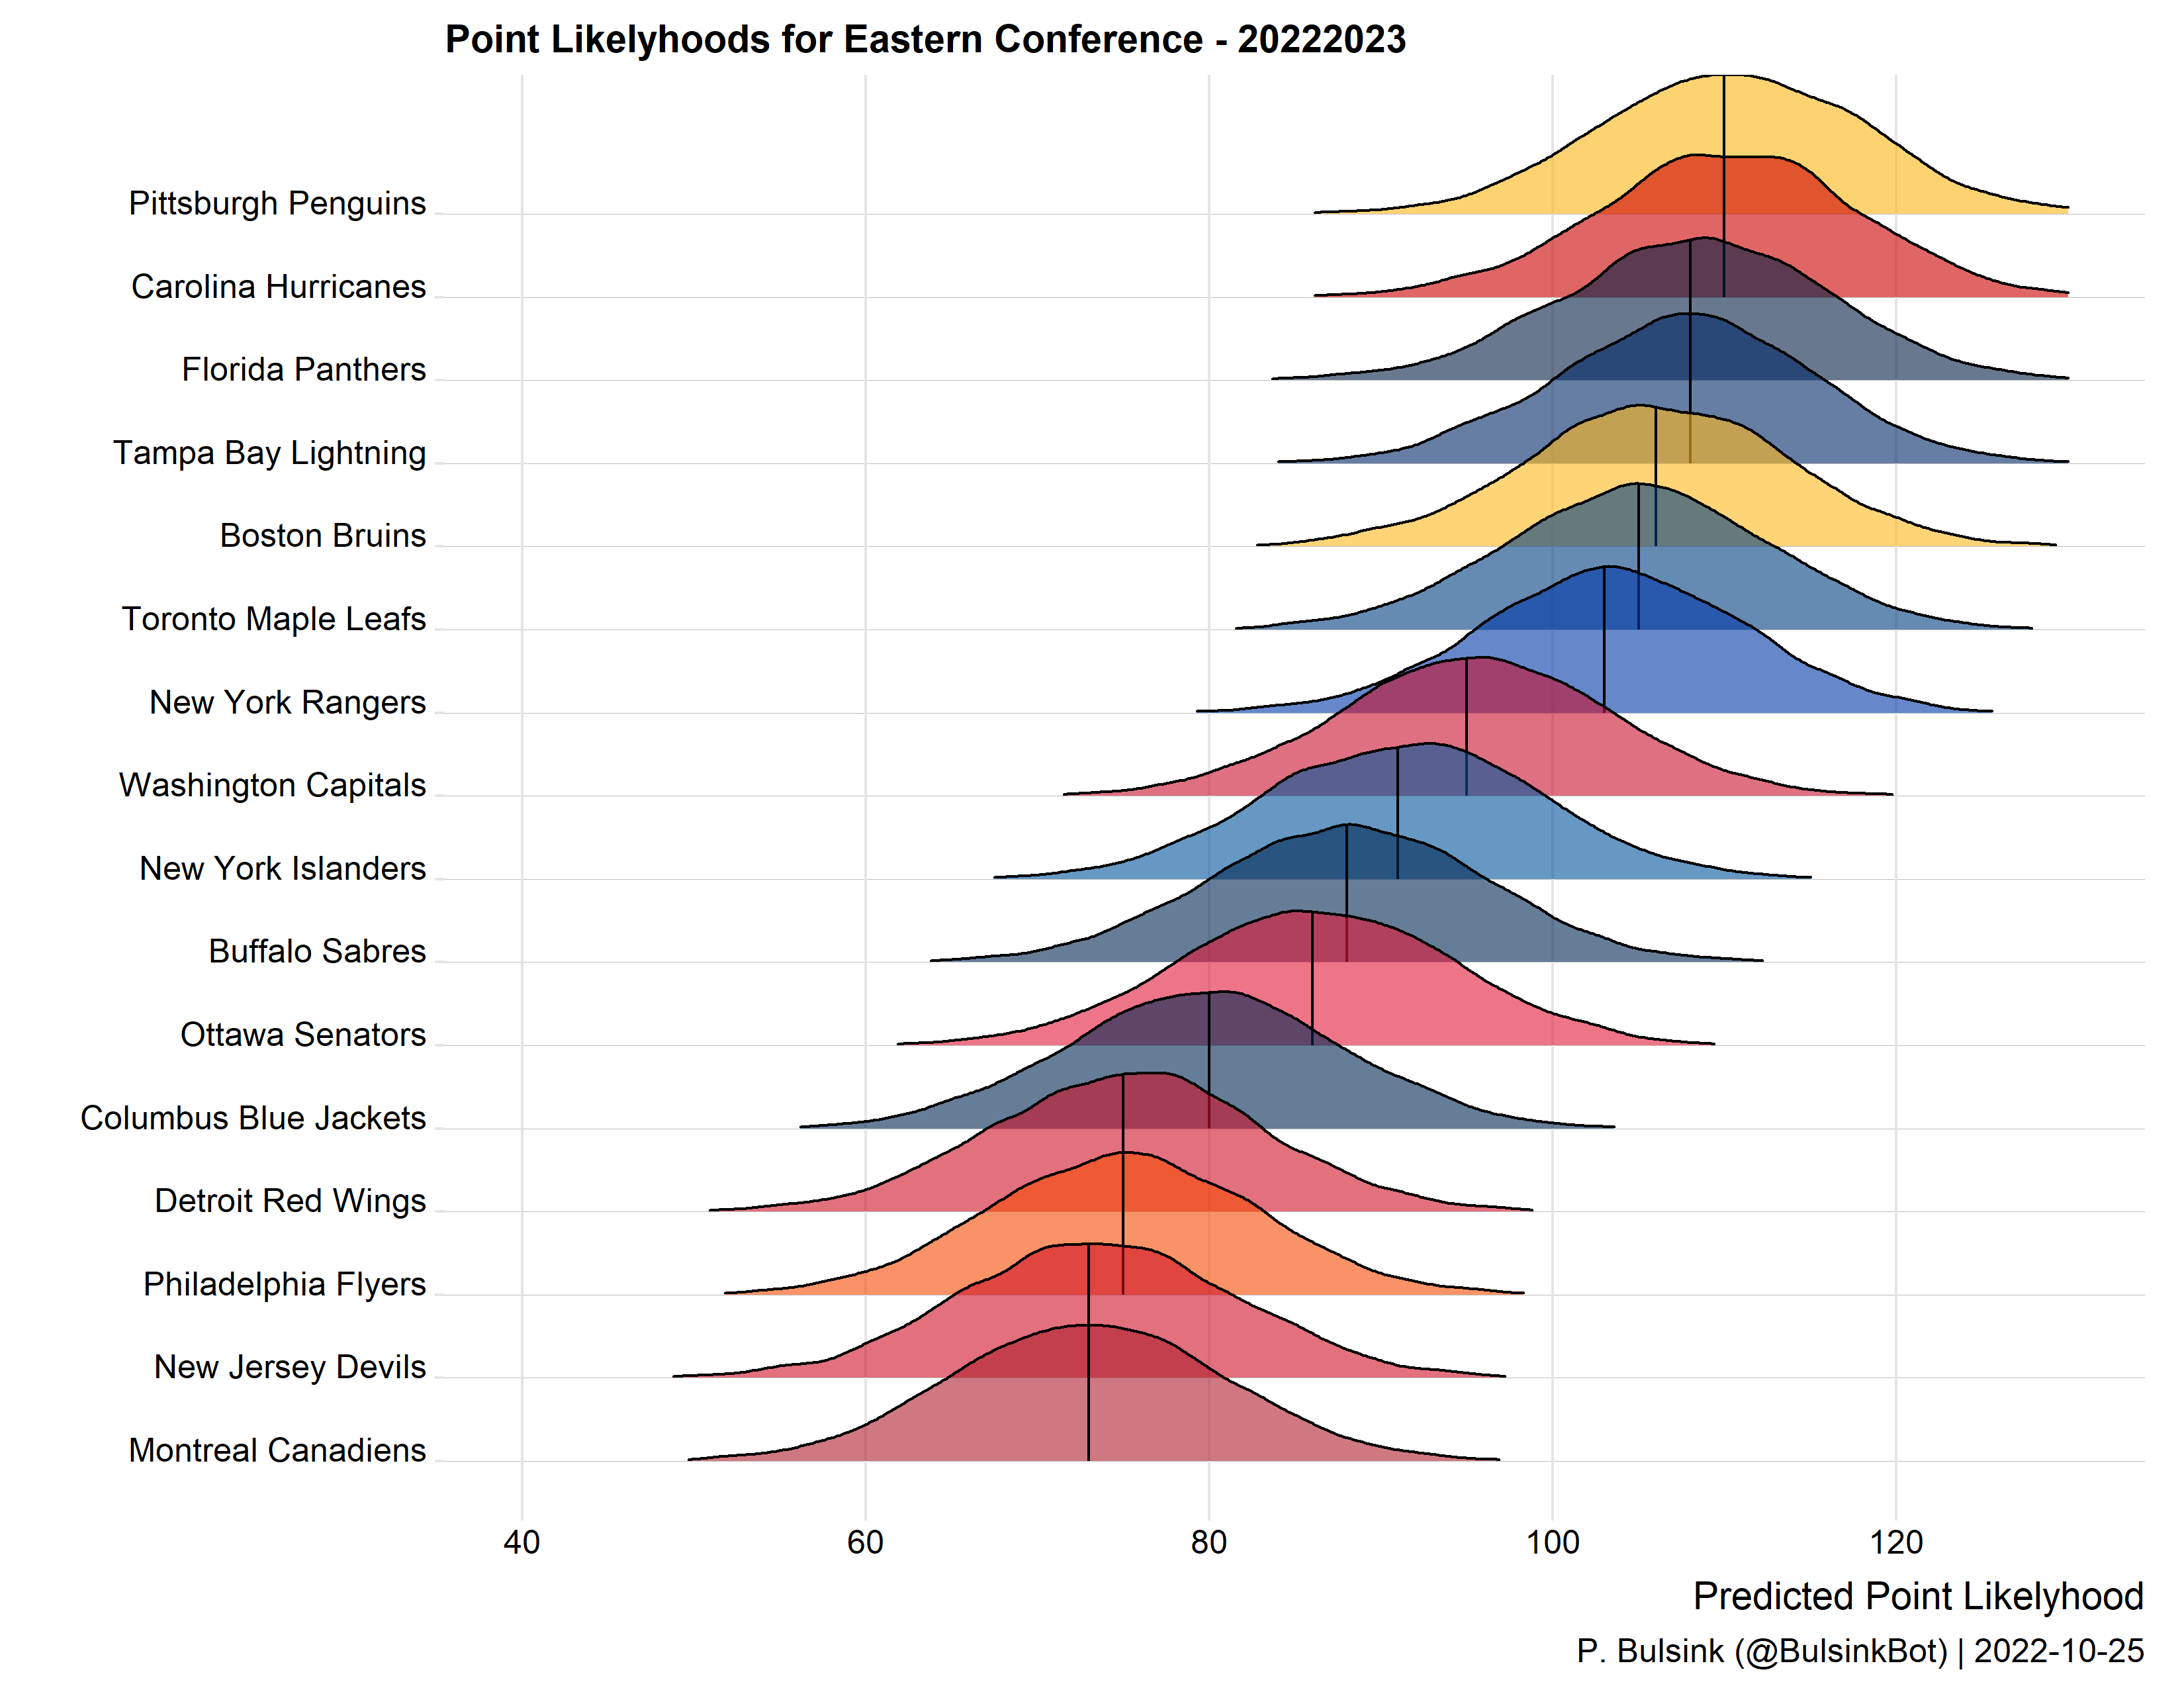 Point Likelyhoods for Eastern Conference - 20222023
Pittsburgh Penguins
Carolina Hurricanes
Florida Panthers
Tampa Bay Lightning
Boston Bruins
Toronto Maple Leafs
New York Rangers
Washington Capitals
New York Islanders
Buffalo Sabres
Ottawa Senators
Columbus Blue Jackets
Detroit Red Wings
Philadelphia Flyers
New Jersey Devils
Montreal Canadiens
40 60 80 100 120
Predicted Point Likelyhood
P. Bulsink (@BulsinkBot) | 2022-10-25